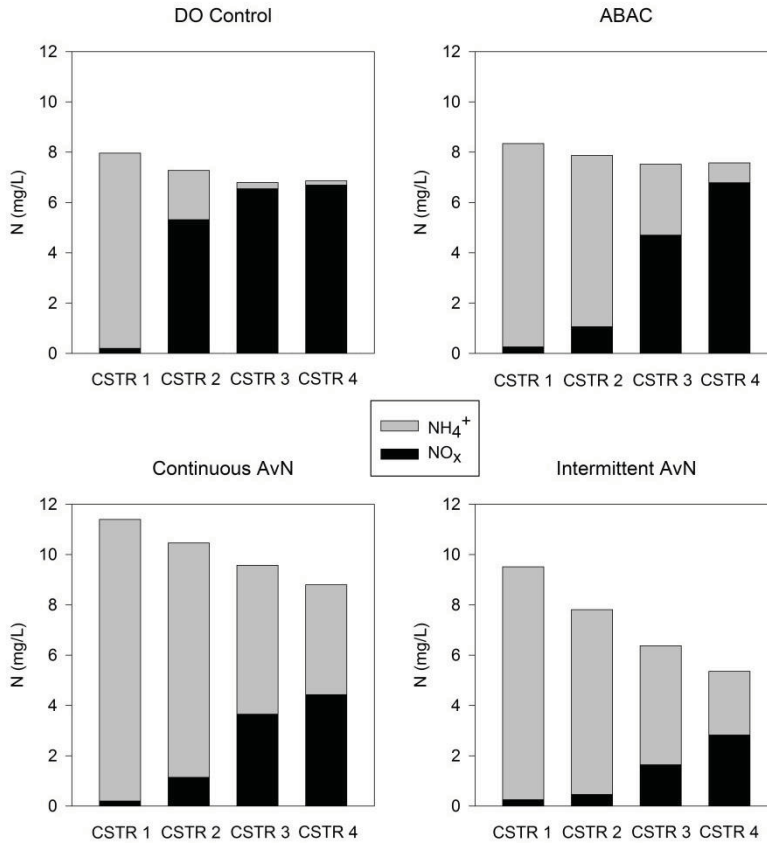 DO Control
12
10
8
6
4
2
0
N (mg/L)
CSTR 1 CSTR 2 CSTR 3 CSTR 4
ABAC
12
10
8
6
4
2
0
N (mg/L)
CSTR 1 CSTR 2 CSTR 3 CSTR 4
NH₄⁺
NOₓ
Continuous AvN
12
10
8
6
4
2
0
N (mg/L)
CSTR 1 CSTR 2 CSTR 3 CSTR 4
Intermittent AvN
12
10
8
6
4
2
0
N (mg/L)
CSTR 1 CSTR 2 CSTR 3 CSTR 4